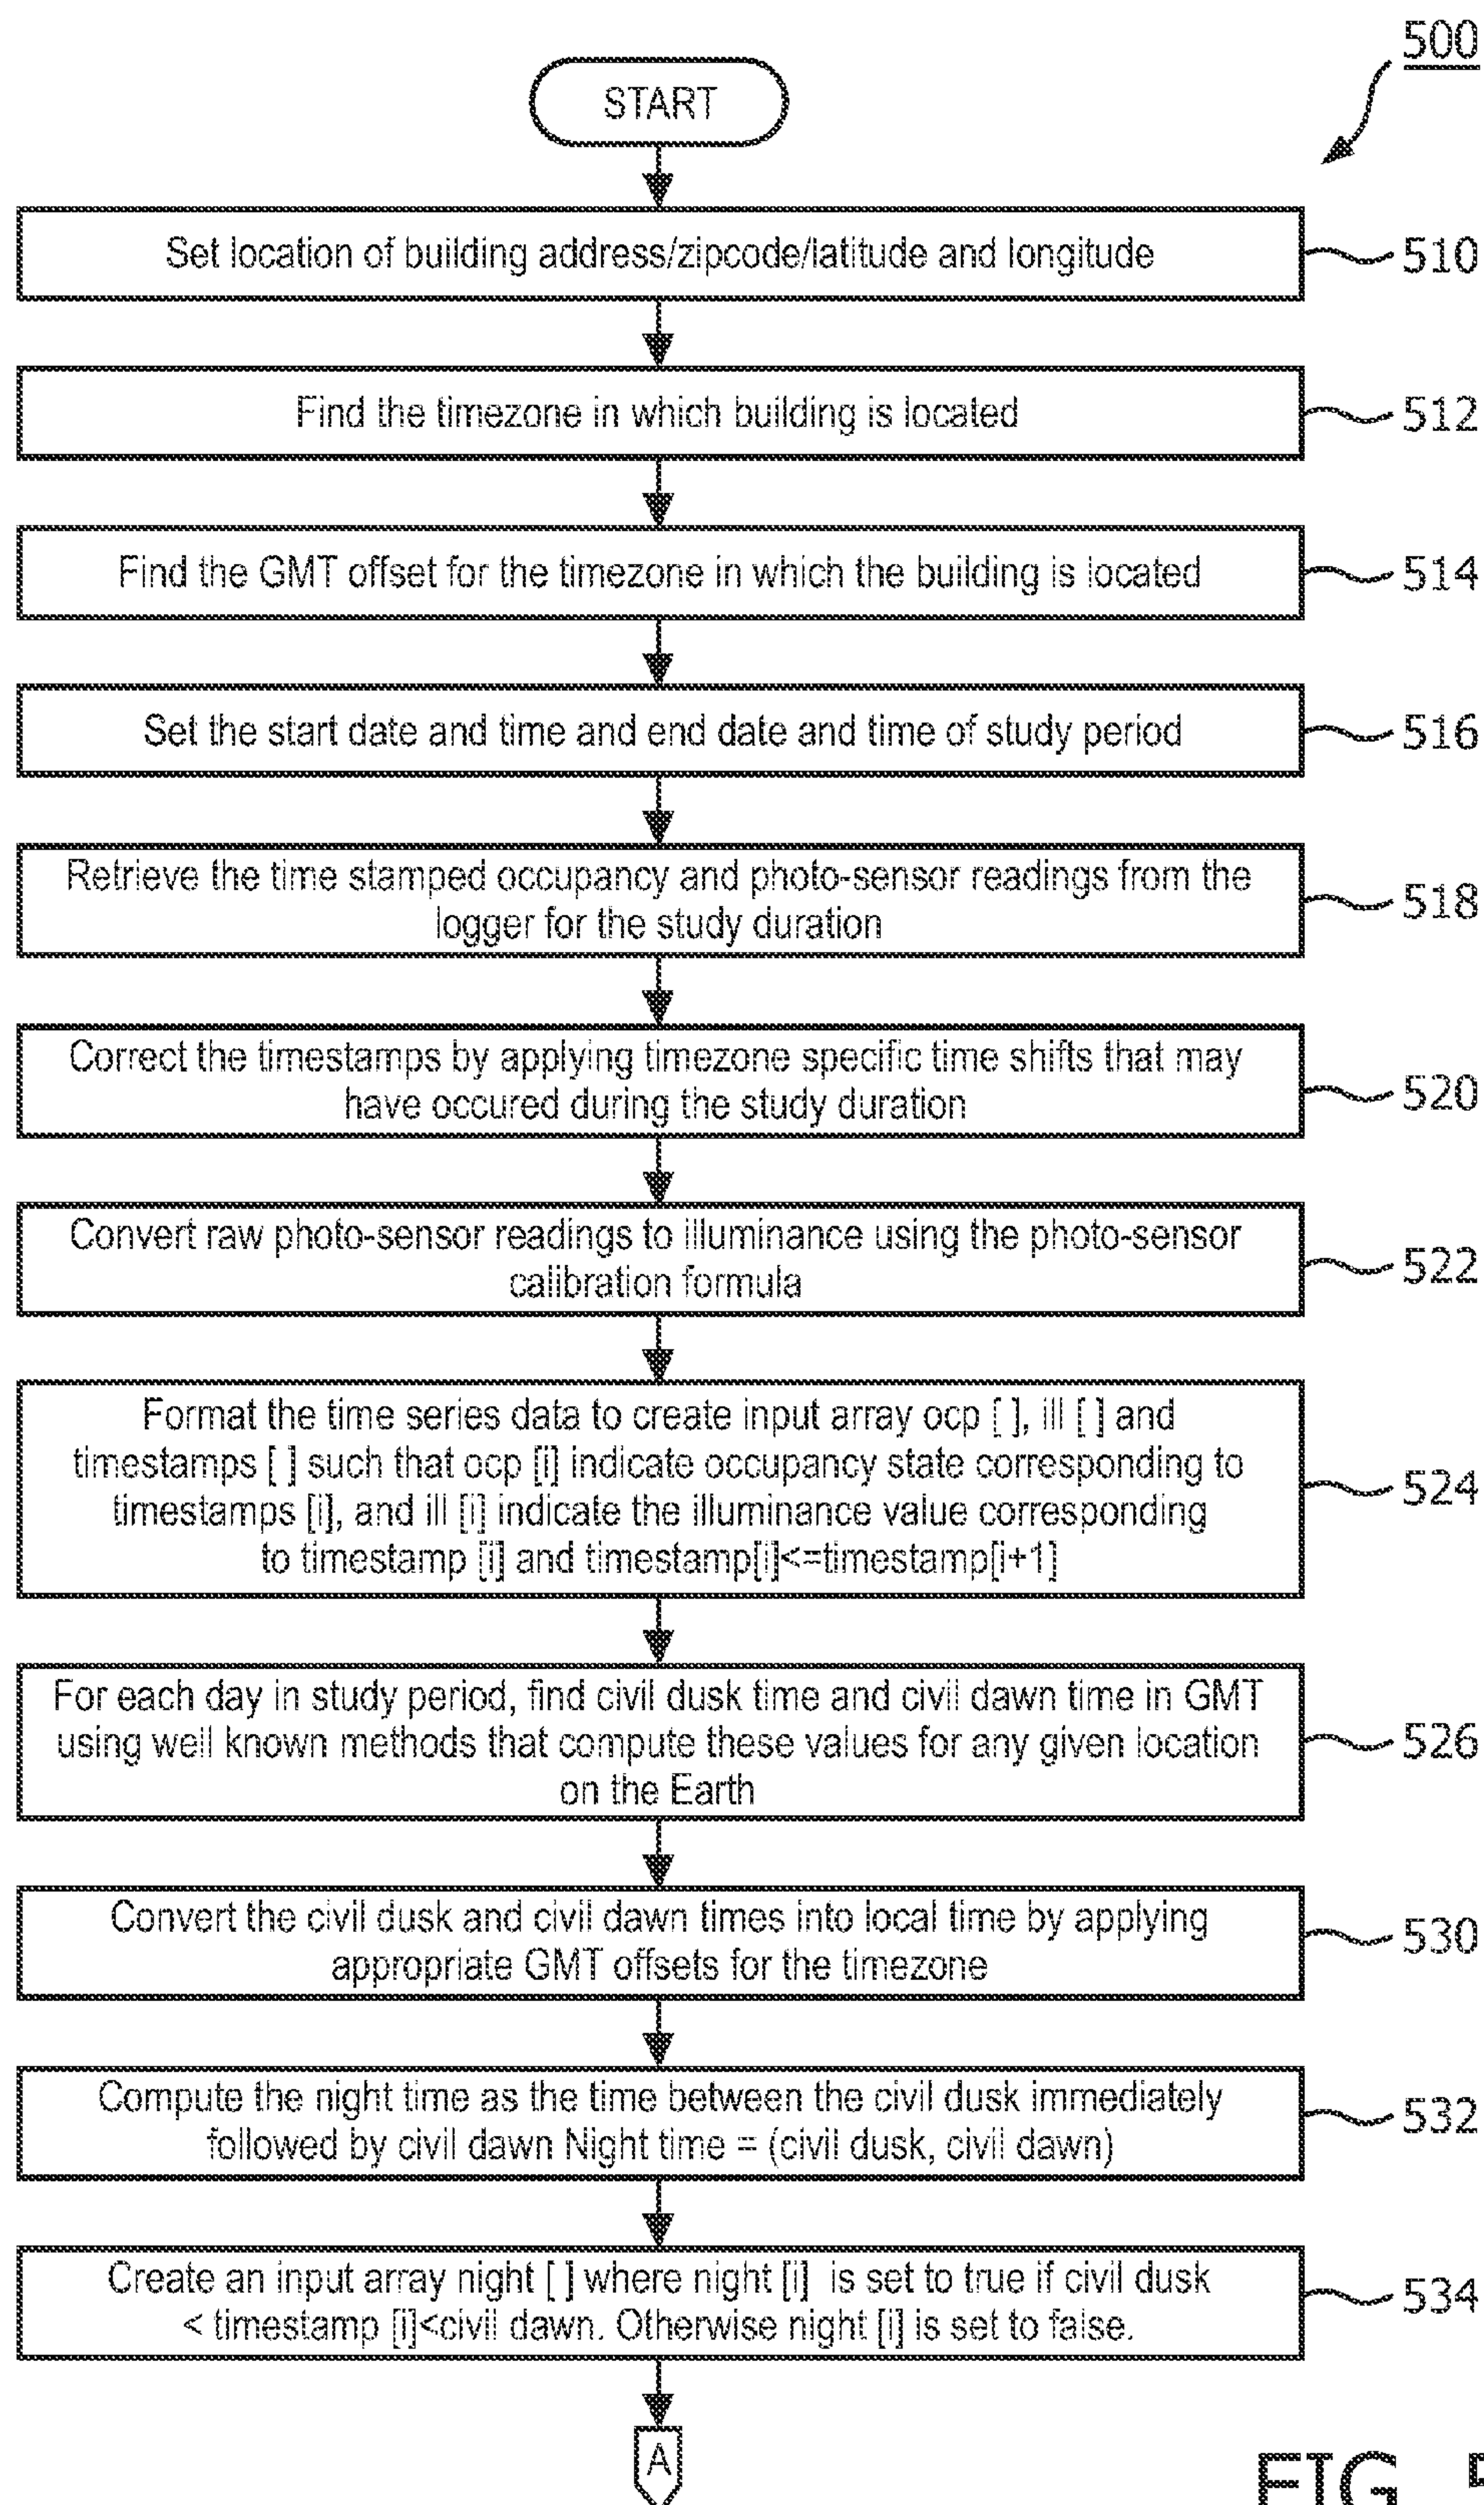 500
START
Set location of building address/zipcode/latitude and longitude
510
Find the timezone in which building is located
512
Find the GMT offset for the timezone in which the building is located
514
Set the start date and time and end date and time of study period
516
Retrieve the time stamped occupancy and photo-sensor readings from the
logger for the study duration
518
Correct the timestamps by applying timezone specific time shifts that may
have occured during the study duration
520
Convert raw photo-sensor readings to illuminance using the photo-sensor
calibration formula
522
Format the time series data to create input array ocp [ ], ill [ ] and
timestamps [ ] such that ocp [i] indicate occupancy state corresponding to
timestamps [i], and ill [i] indicate the illuminance value corresponding
to timestamp [i] and timestamp[i]<=timestamp[i+1]
524
For each day in study period, find civil dusk time and civil dawn time in GMT
using well known methods that compute these values for any given location
on the Earth
526
Convert the civil dusk and civil dawn times into local time by applying
appropriate GMT offsets for the timezone
530
Compute the night time as the time between the civil dusk immediately
followed by civil dawn Night time = (civil dusk, civil dawn)
532
Create an input array night [ ] where night [i] is set to true if civil dusk
< timestamp [i]<civil dawn. Otherwise night [i] is set to false.
534
A
FIG.